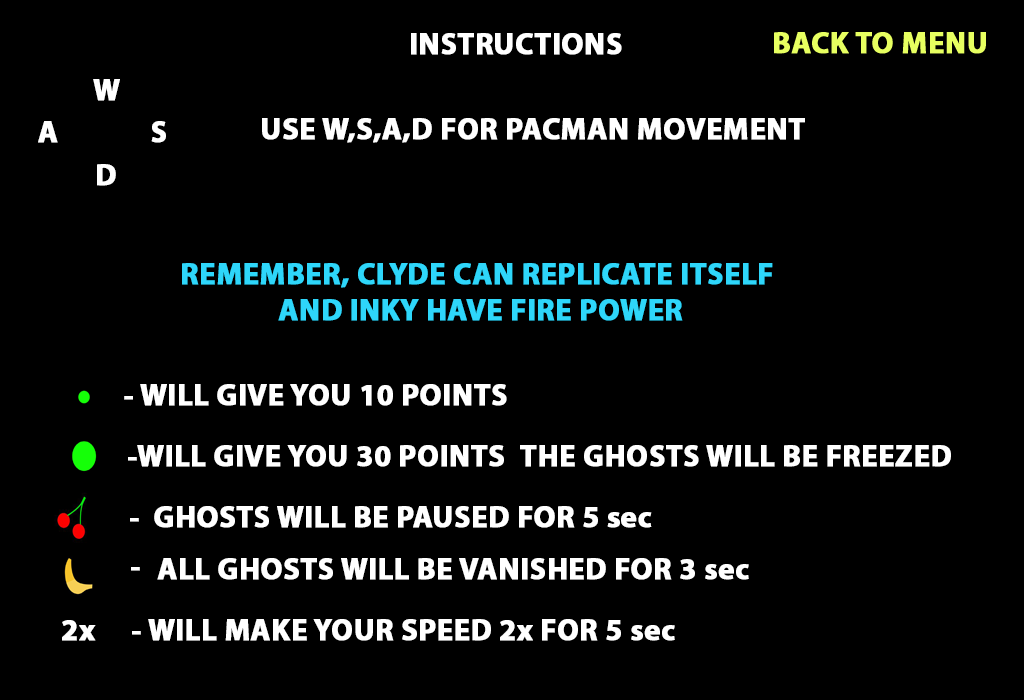 INSTRUCTIONS
BACK TO MENU
W
A S
D
USE W,S,A,D FOR PACMAN MOVEMENT
REMEMBER, CLYDE CAN REPLICATE ITSELF
AND INKY HAVE FIRE POWER
- WILL GIVE YOU 10 POINTS
-WILL GIVE YOU 30 POINTS  THE GHOSTS WILL BE FREEZED
-  GHOSTS WILL BE PAUSED FOR 5 sec
-  ALL GHOSTS WILL BE VANISHED FOR 3 sec
2x - WILL MAKE YOUR SPEED 2x FOR 5 sec